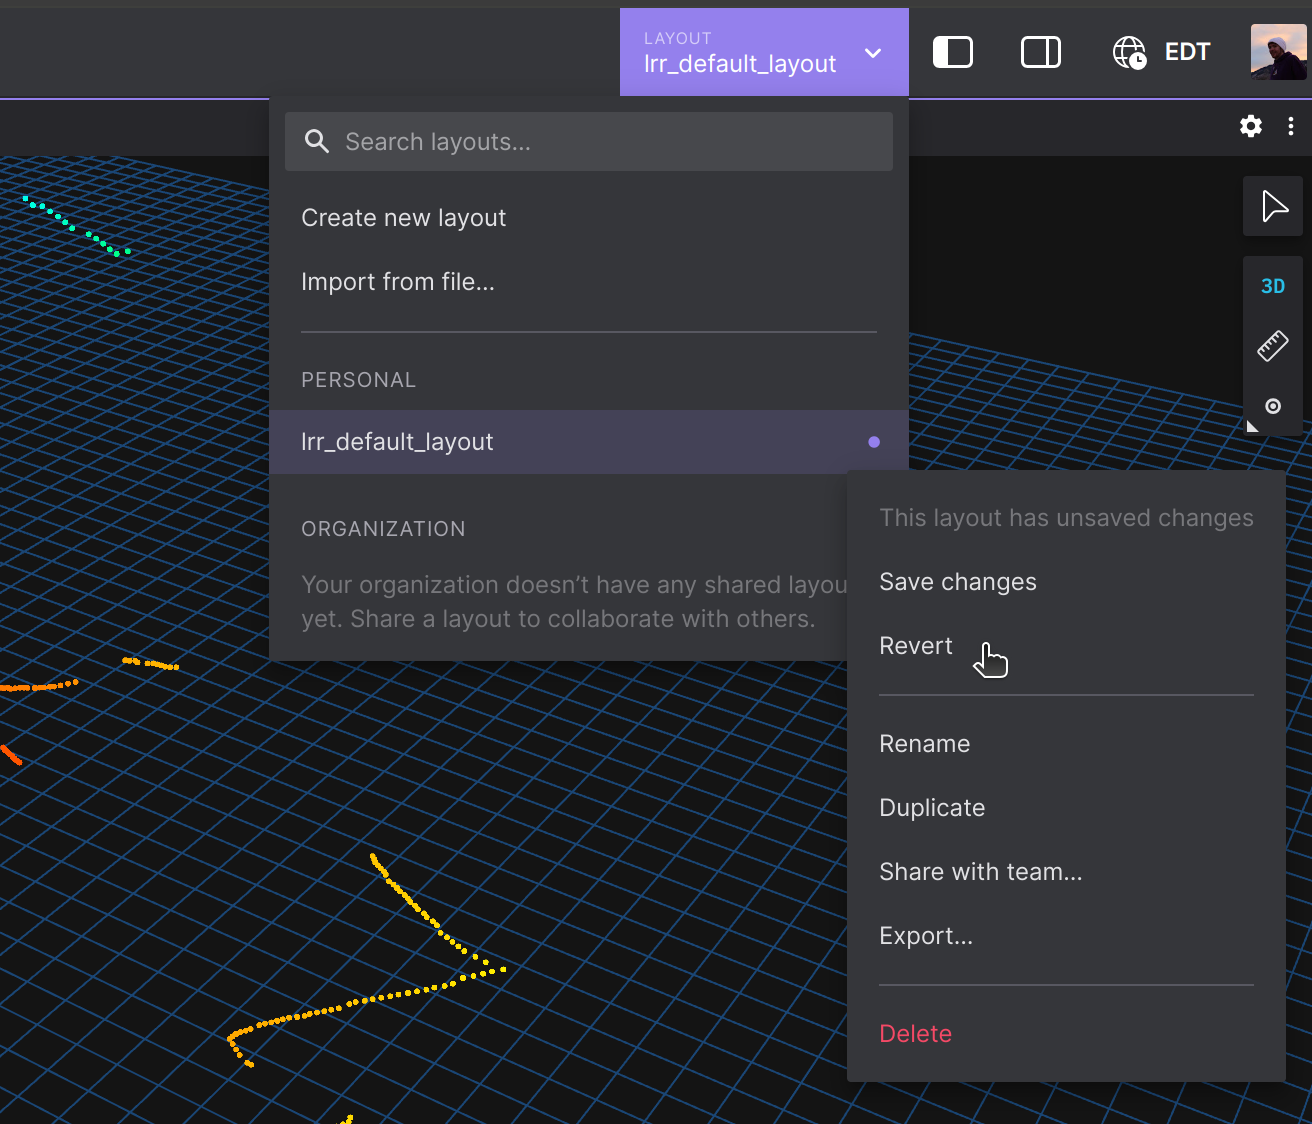 LAYOUT
lrr_default_layout
EDT
Search layouts...
Create new layout
Import from file...
PERSONAL
lrr_default_layout
ORGANIZATION
Your organization doesn’t have any shared layou
yet. Share a layout to collaborate with others.
3D
This layout has unsaved changes
Save changes
Revert
Rename
Duplicate
Share with team...
Export...
Delete